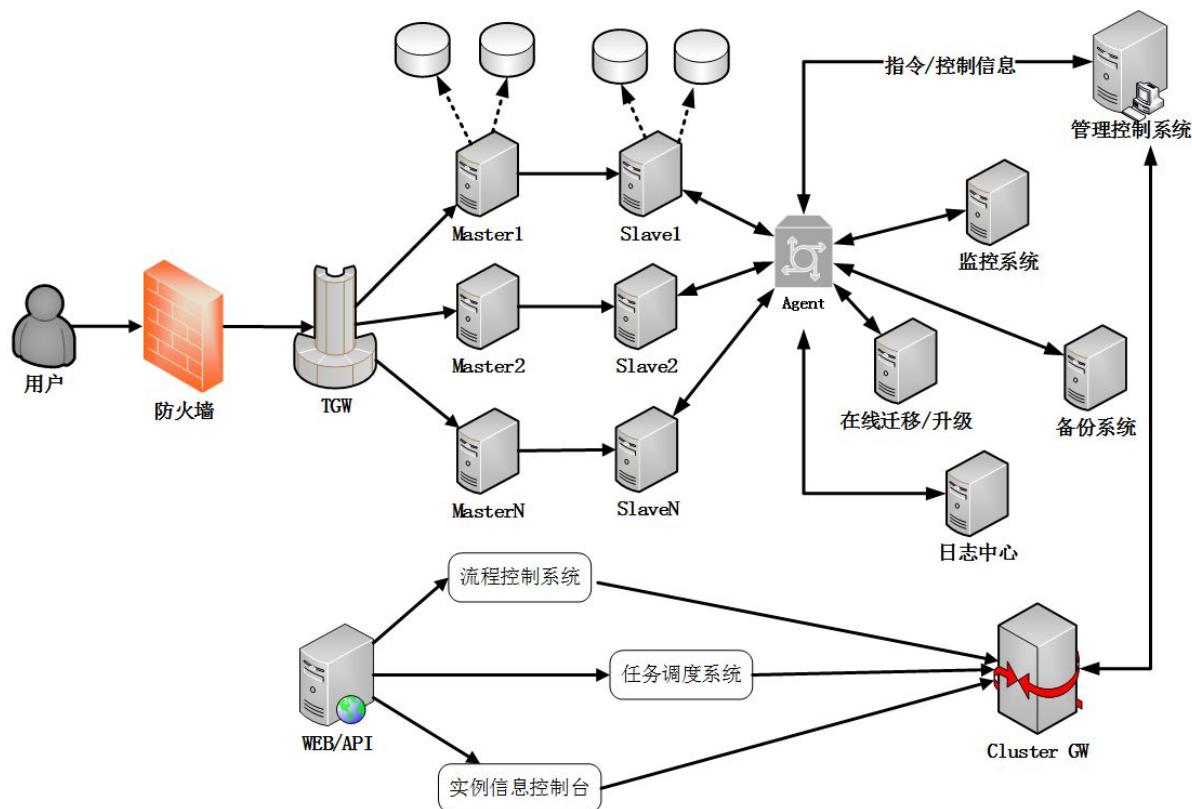 指令/控制信息
管理控制系统
Master1
Slave1
监控系统
Agent
用户
防火墙
TGW
Master2
Slave2
在线迁移/升级
备份系统
MasterN
SlaveN
日志中心
流程控制系统
任务调度系统
WEB/API
Cluster GW
实例信息控制台